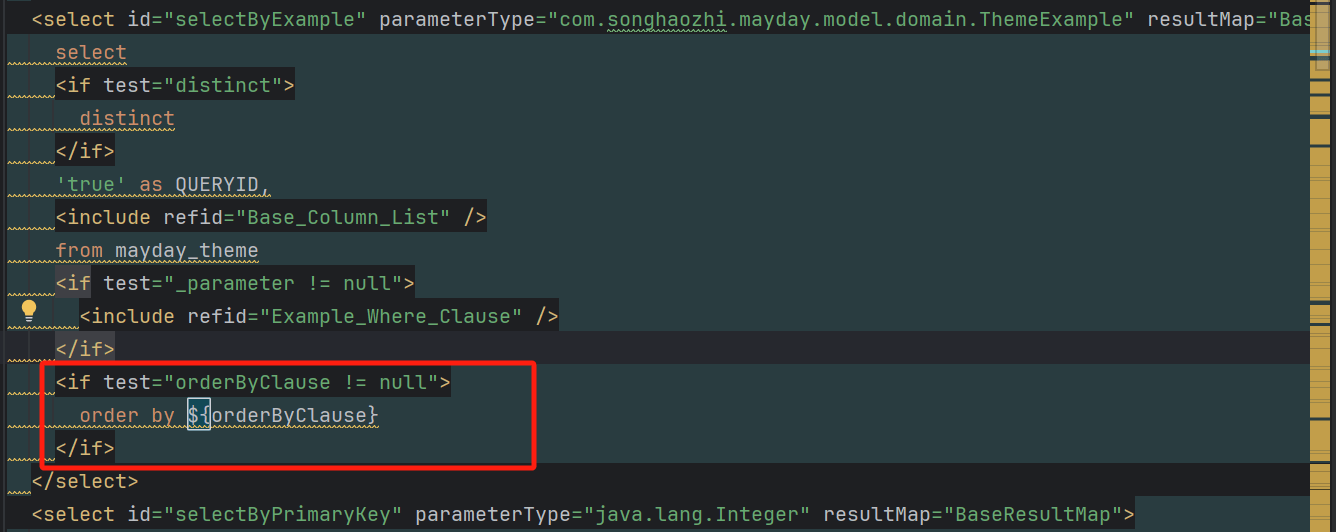 <select id="selectByExample" parameterType="com.songhaozhi.mayday.model.domain.ThemeExample" resultMap="Bas
select
<if test="distinct">
distinct
</if>
'true' as QUERYID,
<include refid="Base_Column_List" />
from mayday_theme
<if test="_parameter != null">
<include refid="Example_Where_Clause" />
</if>
<if test="orderByClause != null">
order by ${orderByClause}
</if>
</select>
<select id="selectByPrimaryKey" parameterType="java.lang.Integer" resultMap="BaseResultMap">